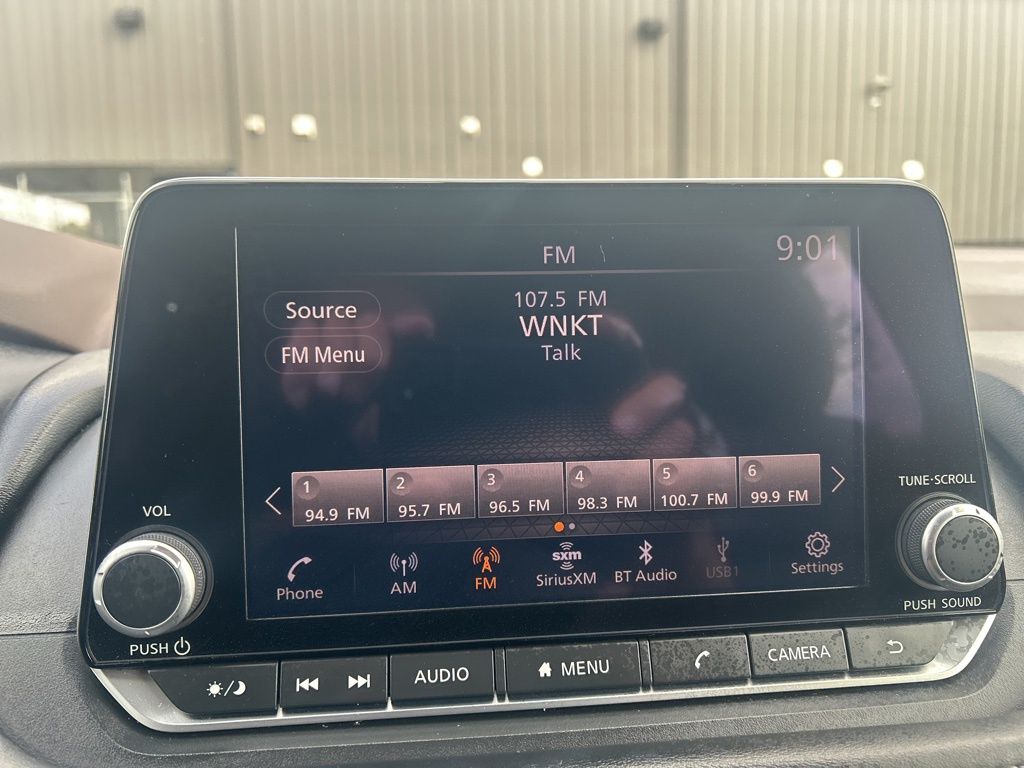 FM
9:01
Source
FM Menu
107.5 FM
WNKT
Talk
1
94.9 FM
2
95.7 FM
3
96.5 FM
4
98.3 FM
5
100.7 FM
6
99.9 FM
Phone
AM
FM
sxm
SiriusXM
BT Audio
USB1
Settings
VOL
PUSH
TUNE·SCROLL
PUSH SOUND
AUDIO
MENU
CAMERA